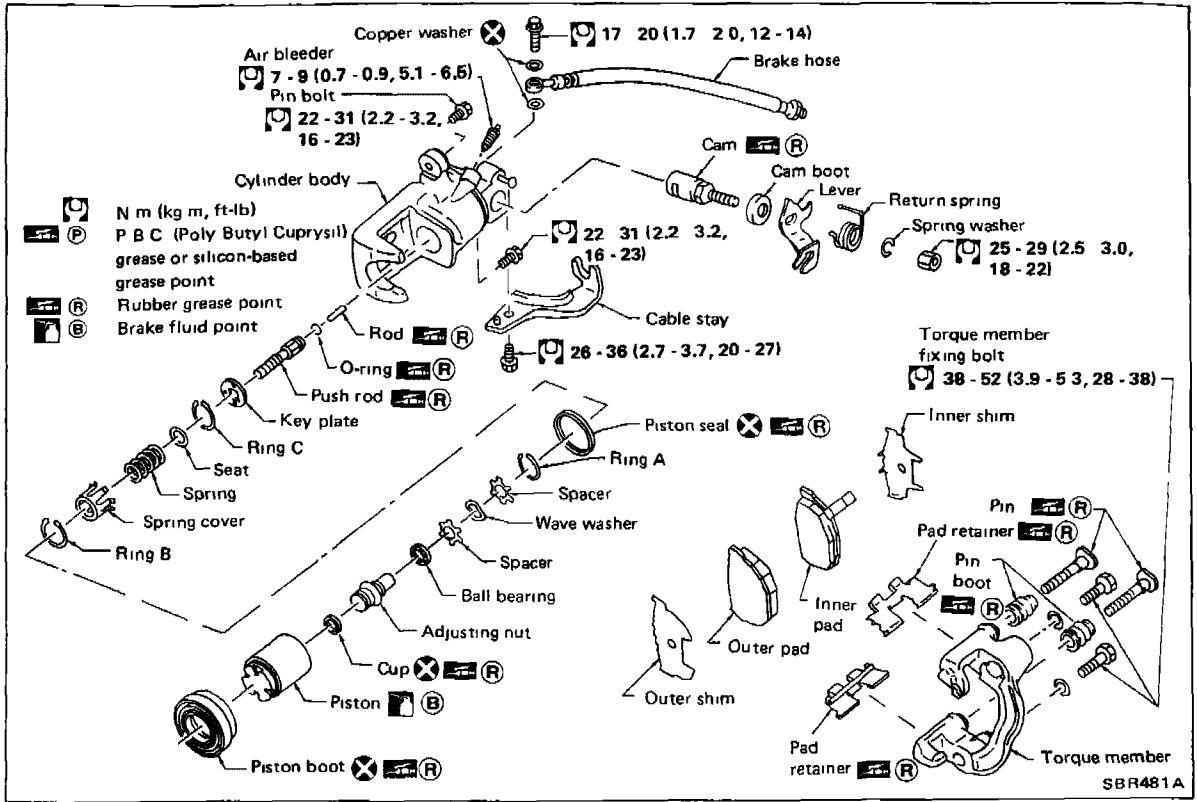 Copper washer
17 20 (1.7 2 0, 12 - 14)
Air bleeder
7 - 9 (0.7 - 0.9, 5.1 - 6.5)
Brake hose
Pin bolt
22 - 31 (2.2 - 3.2,
16 - 23)
Cam R
Cam boot
Lever
Return spring
Spring washer
25 - 29 (2.5 3.0,
18 - 22)
Cylinder body
N m (kg m, ft-lb)
P P B C (Poly Butyl Cuprysil)
grease or silicon-based
grease point
R Rubber grease point
B Brake fluid point
22 31 (2.2 3.2,
16 - 23)
Cable stay
26 - 36 (2.7 - 3.7, 20 - 27)
Rod R
O-ring R
Push rod R
Key plate
Ring C
Seat
Spring
Spring cover
Ring B
Torque member
fixing bolt
38 - 52 (3.9 - 5 3, 28 - 38)
Inner shim
Piston seal R
Ring A
Spacer
Wave washer
Spacer
Ball bearing
Adjusting nut
Cup R
Piston B
Piston boot R
Pin R
Pad retainer R
Pin
boot
R
Inner
pad
Outer pad
Outer shim
Pad
retainer R
Torque member
SBR481A